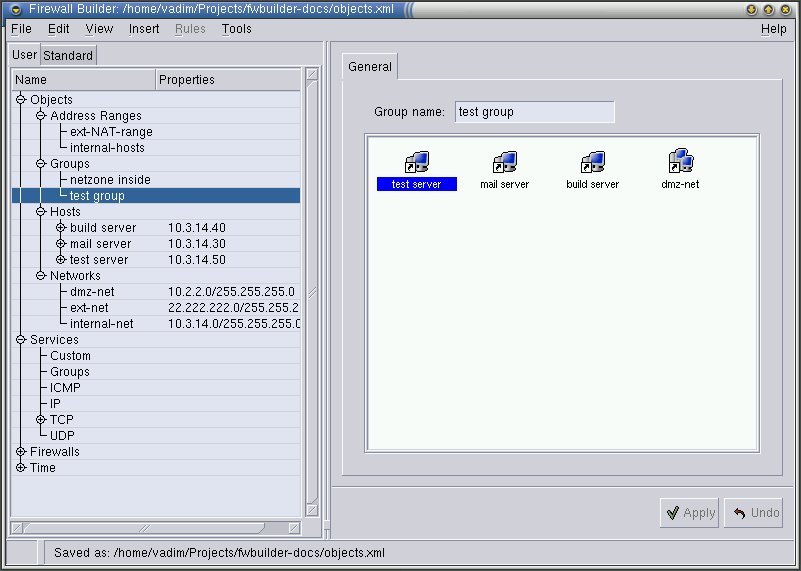 Firewall Builder: /home/vadim/Projects/fwbuilder-docs/objects.xml
File Edit View Insert Rules Tools Help
User Standard
Name Properties
Objects
Address Ranges
ext-NAT-range
internal-hosts
Groups
netzone inside
test group
Hosts
build server 10.3.14.40
mail server 10.3.14.30
test server 10.3.14.50
Networks
dmz-net 10.2.2.0/255.255.255.0
ext-net 22.222.222.0/255.255.2
internal-net 10.3.14.0/255.255.255.0
Services
Custom
Groups
ICMP
IP
TCP
UDP
Firewalls
Time
General
Group name: test group
test server mail server build server dmz-net
Apply Undo
Saved as: /home/vadim/Projects/fwbuilder-docs/objects.xml